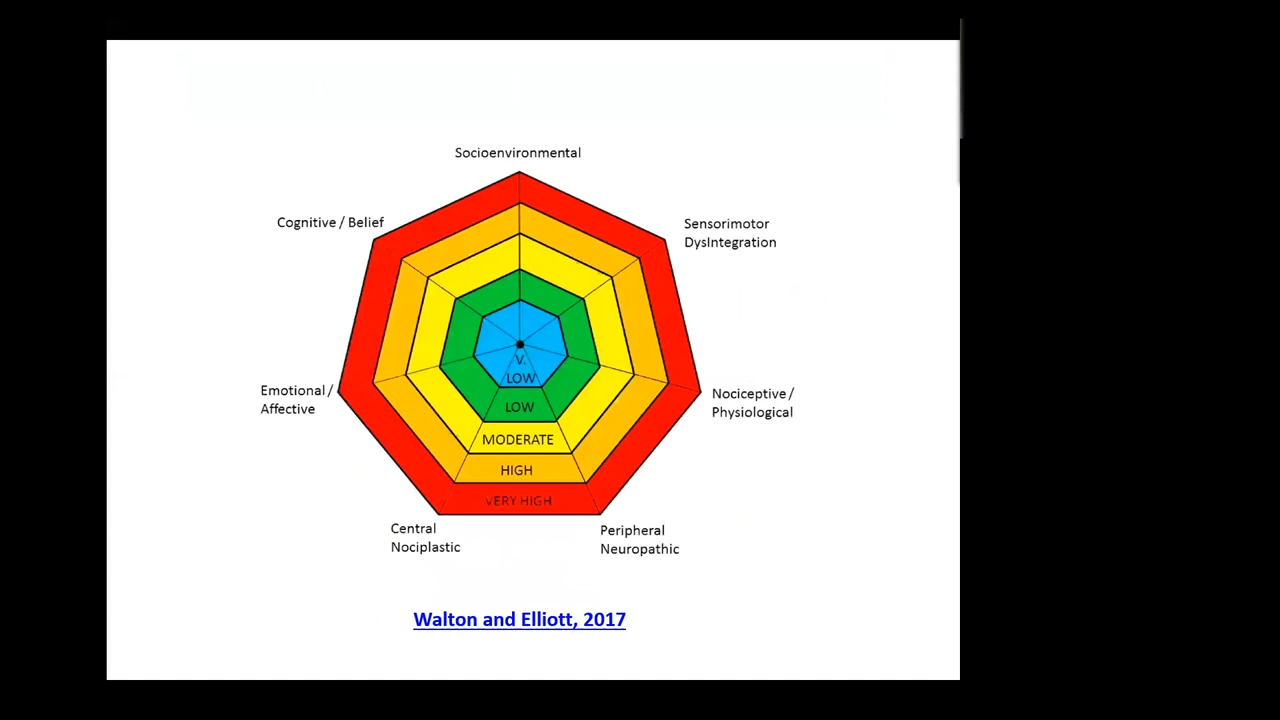 Socioenvironmental
Cognitive / Belief
Sensorimotor
DysIntegration
Emotional /
Affective
Nociceptive /
Physiological
V.
LOW
LOW
MODERATE
HIGH
VERY HIGH
Central
Nociplastic
Peripheral
Neuropathic
Walton and Elliott, 2017